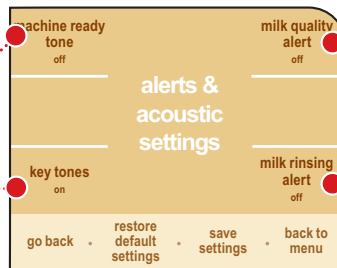 machine ready
tone
off
milk quality
alert
off
alerts &
acoustic
settings
key tones
on
milk rinsing
alert
off
go back
restore
default
settings
save
settings
back to
menu